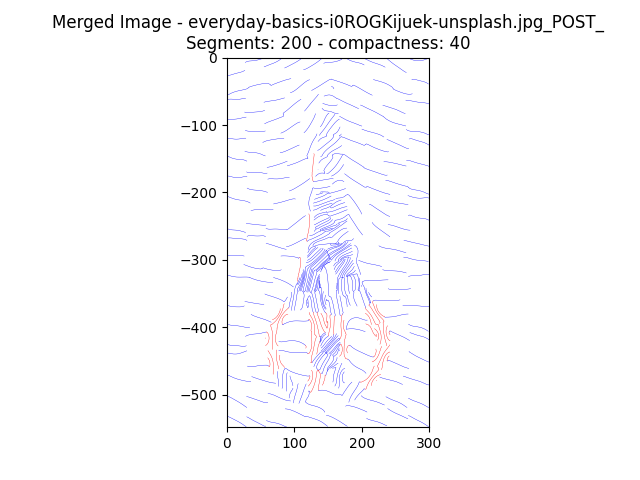 Merged Image - everyday-basics-i0ROGKijuek-unsplash.jpg_POST_
Segments: 200 - compactness: 40
0
−100
−200
−300
−400
−500
0 100 200 300